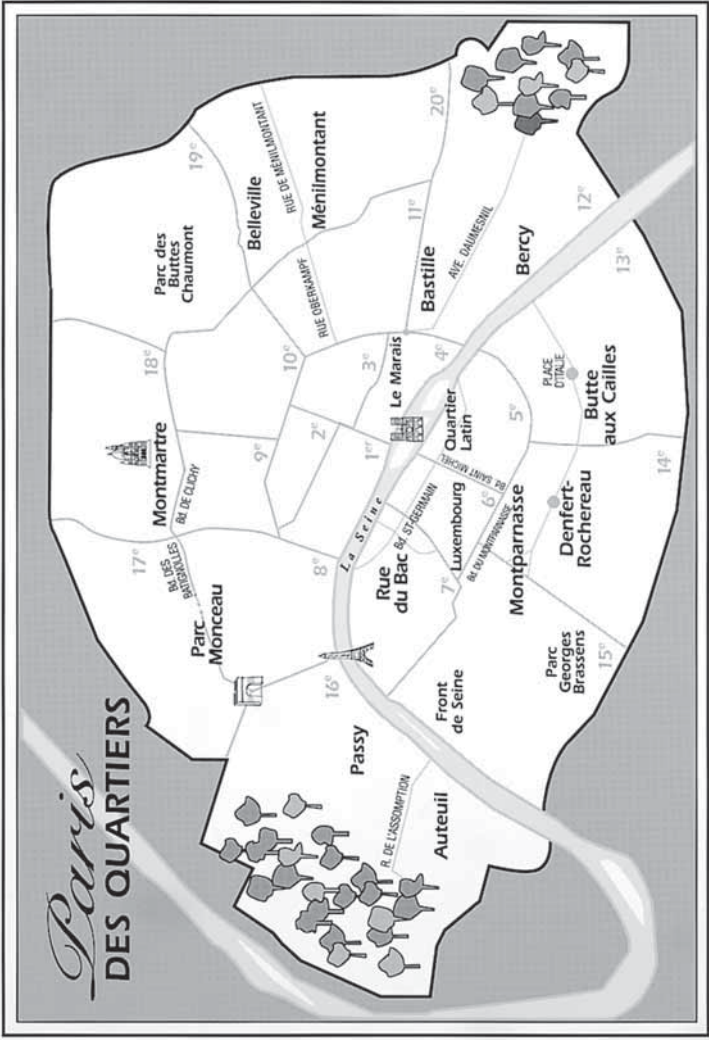 Paris
DES QUARTIERS
17e
Bd. DES
BATIGNOLLES
Parc
Monceau
Montmartre
Bd. DE CLICHY
18e
9e
10e
19e
Parc des
Buttes
Chaumont
Belleville
RUE DE MÉNILMONTANT
Ménilmontant
RUE OBERKAMPF
20e
11e
2e
3e
1er
Le Marais
4e
8e
La Seine
16e
Passy
R. DE L'ASSOMPTION
Auteuil
Front
de Seine
Rue
du Bac
Bd. ST-GERMAIN
7e
Luxembourg
Bd. SAINT MICHEL
6e
Bd. DU MONTPARNASSE
Montparnasse
Quartier
Latin
5e
Bastille
AVE. DAUMESNIL
Bercy
12e
13e
PLACE
D'ITALIE
Butte
aux Cailles
Denfert-
Rochereau
14e
Parc
Georges
Brassens
15e